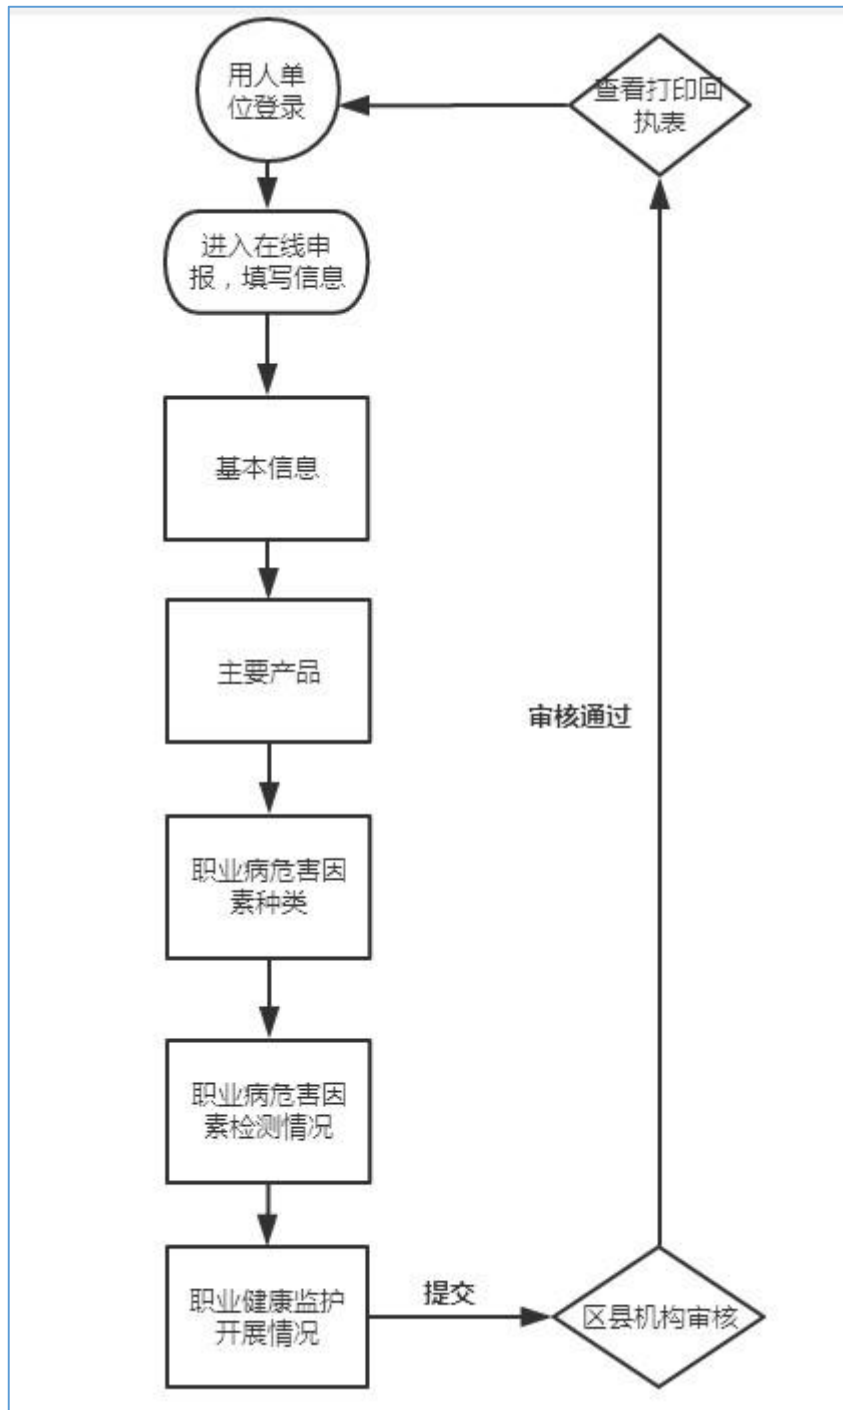 用人单
位登录
查看打印回
执表
进入在线申
报，填写信息
基本信息
主要产品
审核通过
职业病危害因
素种类
职业病危害因
素检测情况
职业健康监护
开展情况
提交
区县机构审核